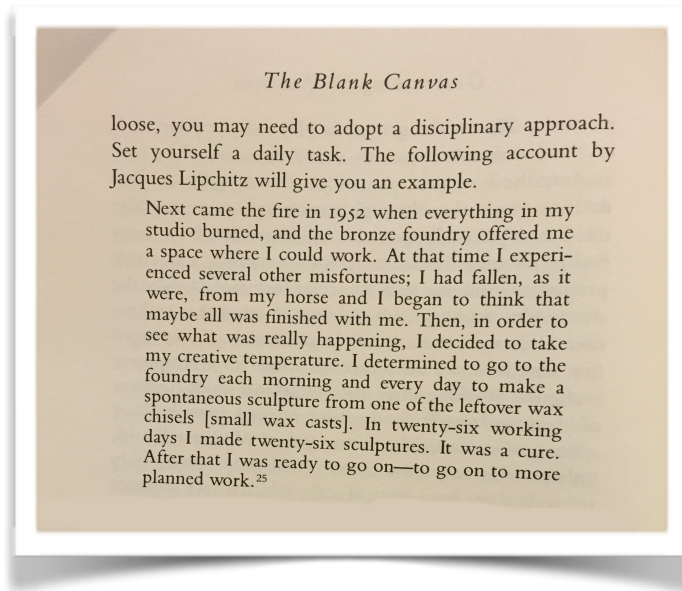 The Blank Canvas
loose, you may need to adopt a disciplinary approach.
Set yourself a daily task. The following account by
Jacques Lipchitz will give you an example.
Next came the fire in 1952 when everything in my
studio burned, and the bronze foundry offered me
a space where I could work. At that time I experi-
enced several other misfortunes; I had fallen, as it
were, from my horse and I began to think that
maybe all was finished with me. Then, in order to
see what was really happening, I decided to take
my creative temperature. I determined to go to the
foundry each morning and every day to make a
spontaneous sculpture from one of the leftover wax
chisels [small wax casts]. In twenty-six working
days I made twenty-six sculptures. It was a cure.
After that I was ready to go on—to go on to more
planned work.²⁵